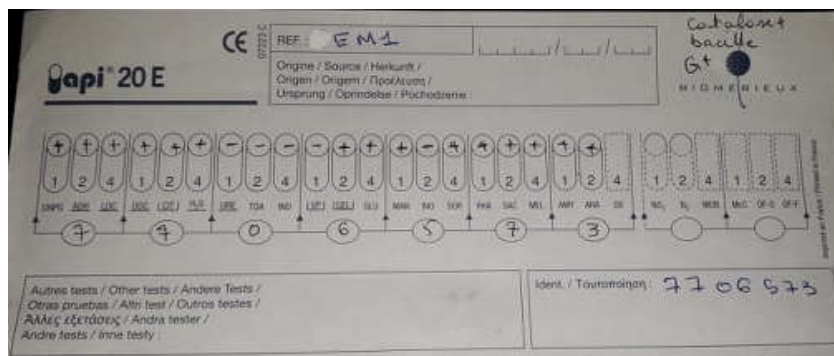 Catalase+
bacille
G+
BIOMERIEUX
CE
07222 C
REF. : EM1
Origine / Source / Herkunft /
Origen / Origem / Προέλευση /
Ursprung / Oprindelse / Pochodzenie :
api® 20 E
+ + + + + + - - - - + + + - + + + + + +
1 2 4 1 2 4 1 2 4 1 2 4 1 2 4 1 2 4 1 2 4 1 2 4 1 2 4
ONPG ADH LDC ODC |CIT| H₂S URE TDA IND |VP| |GEL| GLU MAN INO SOR RHA SAC MEL AMY ARA OX NO₂ N₂ MOB McC OF-O OF-F
7 7 0 6 5 7 3
Autres tests / Other tests / Andere Tests /
Otras pruebas / Altri test / Outros testes /
Άλλες εξετάσεις / Andra tester /
Andre tests / Inne testy :
Ident. / Ταυτοποίηση : 7706573